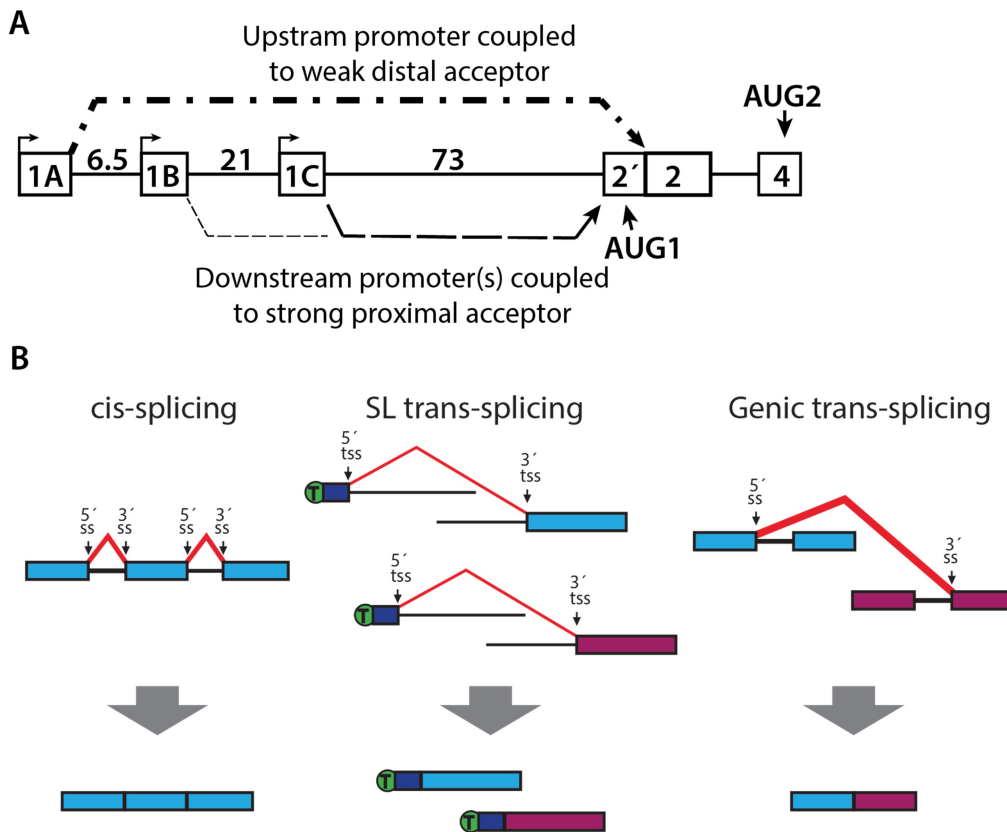 A
Upstram promoter coupled
to weak distal acceptor
AUG2
6.5 21 73
1A 1B 1C 2´ 2 4
AUG1
Downstream promoter(s) coupled
to strong proximal acceptor
B
cis-splicing SL trans-splicing Genic trans-splicing
5´ ss 3´ ss 5´ ss 3´ ss
5´ tss
3´ tss
T
5´ tss
3´ tss
T
5´ ss
3´ ss
T
T